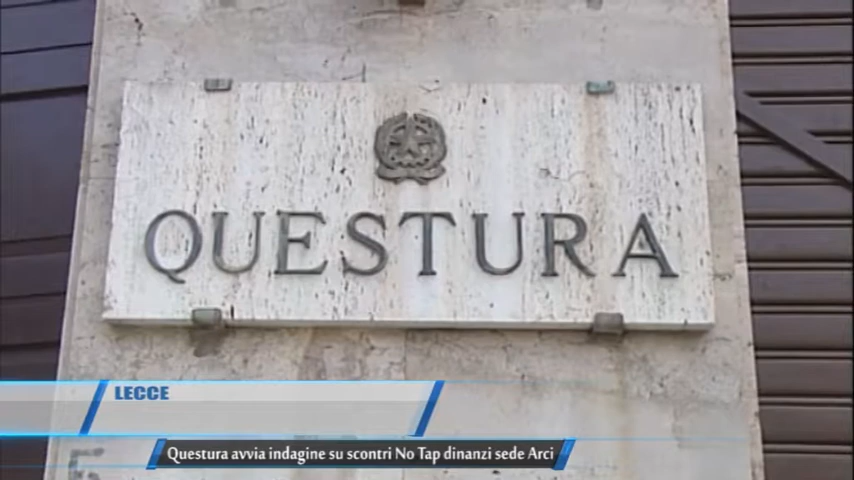 QUESTURA
LECCE
Questura avvia indagine su scontri No Tap dinanzi sede Arci